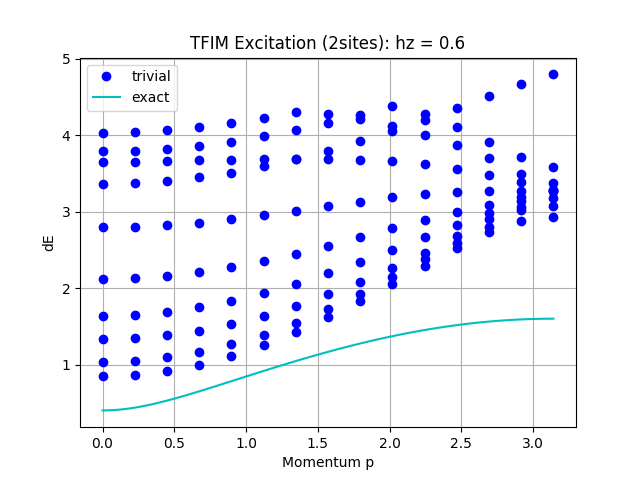 TFIM Excitation (2sites): hz = 0.6
trivial
exact
5
4
3
2
1
dE
0.0 0.5 1.0 1.5 2.0 2.5 3.0
Momentum p